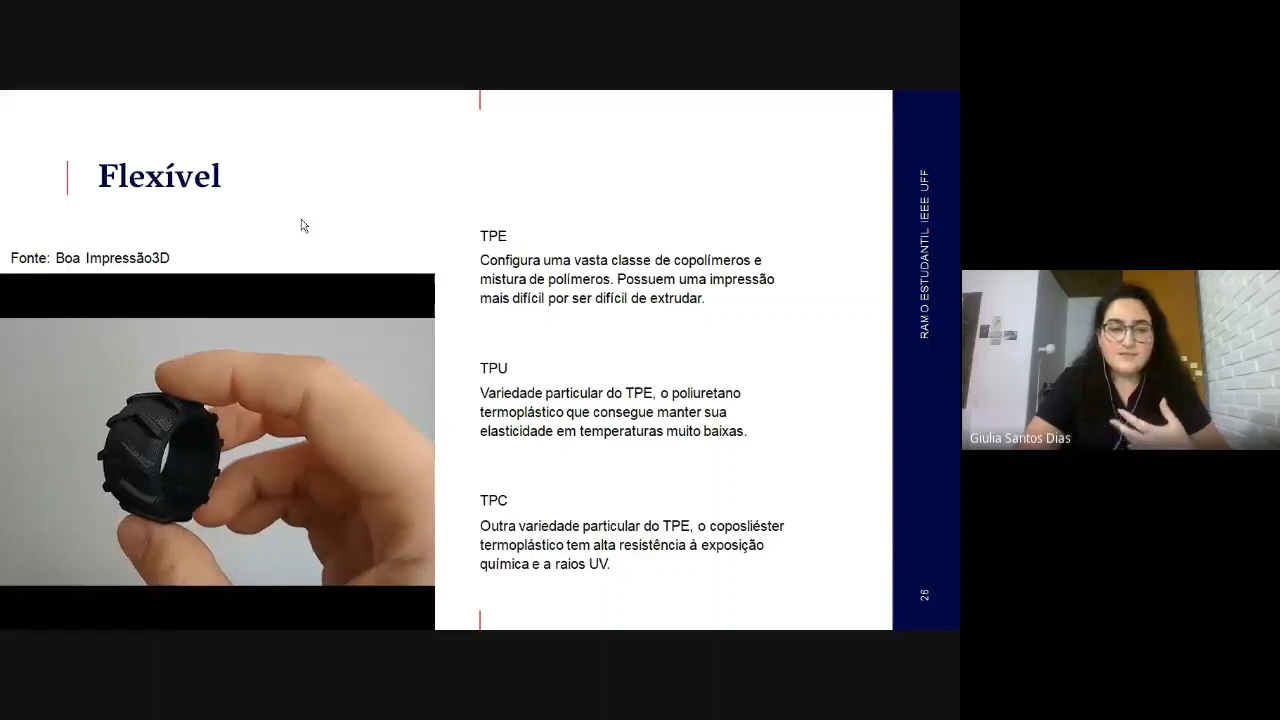 Flexível
Fonte: Boa Impressão3D
TPE
Configura uma vasta classe de copolímeros e
mistura de polímeros. Possuem uma impressão
mais difícil por ser difícil de extrudar.
TPU
Variedade particular do TPE, o poliuretano
termoplástico que consegue manter sua
elasticidade em temperaturas muito baixas.
TPC
Outra variedade particular do TPE, o coposliéster
termoplástico tem alta resistência à exposição
química e a raios UV.
RAMO ESTUDANTIL IEEE UFF
26
Giulia Santos Dias